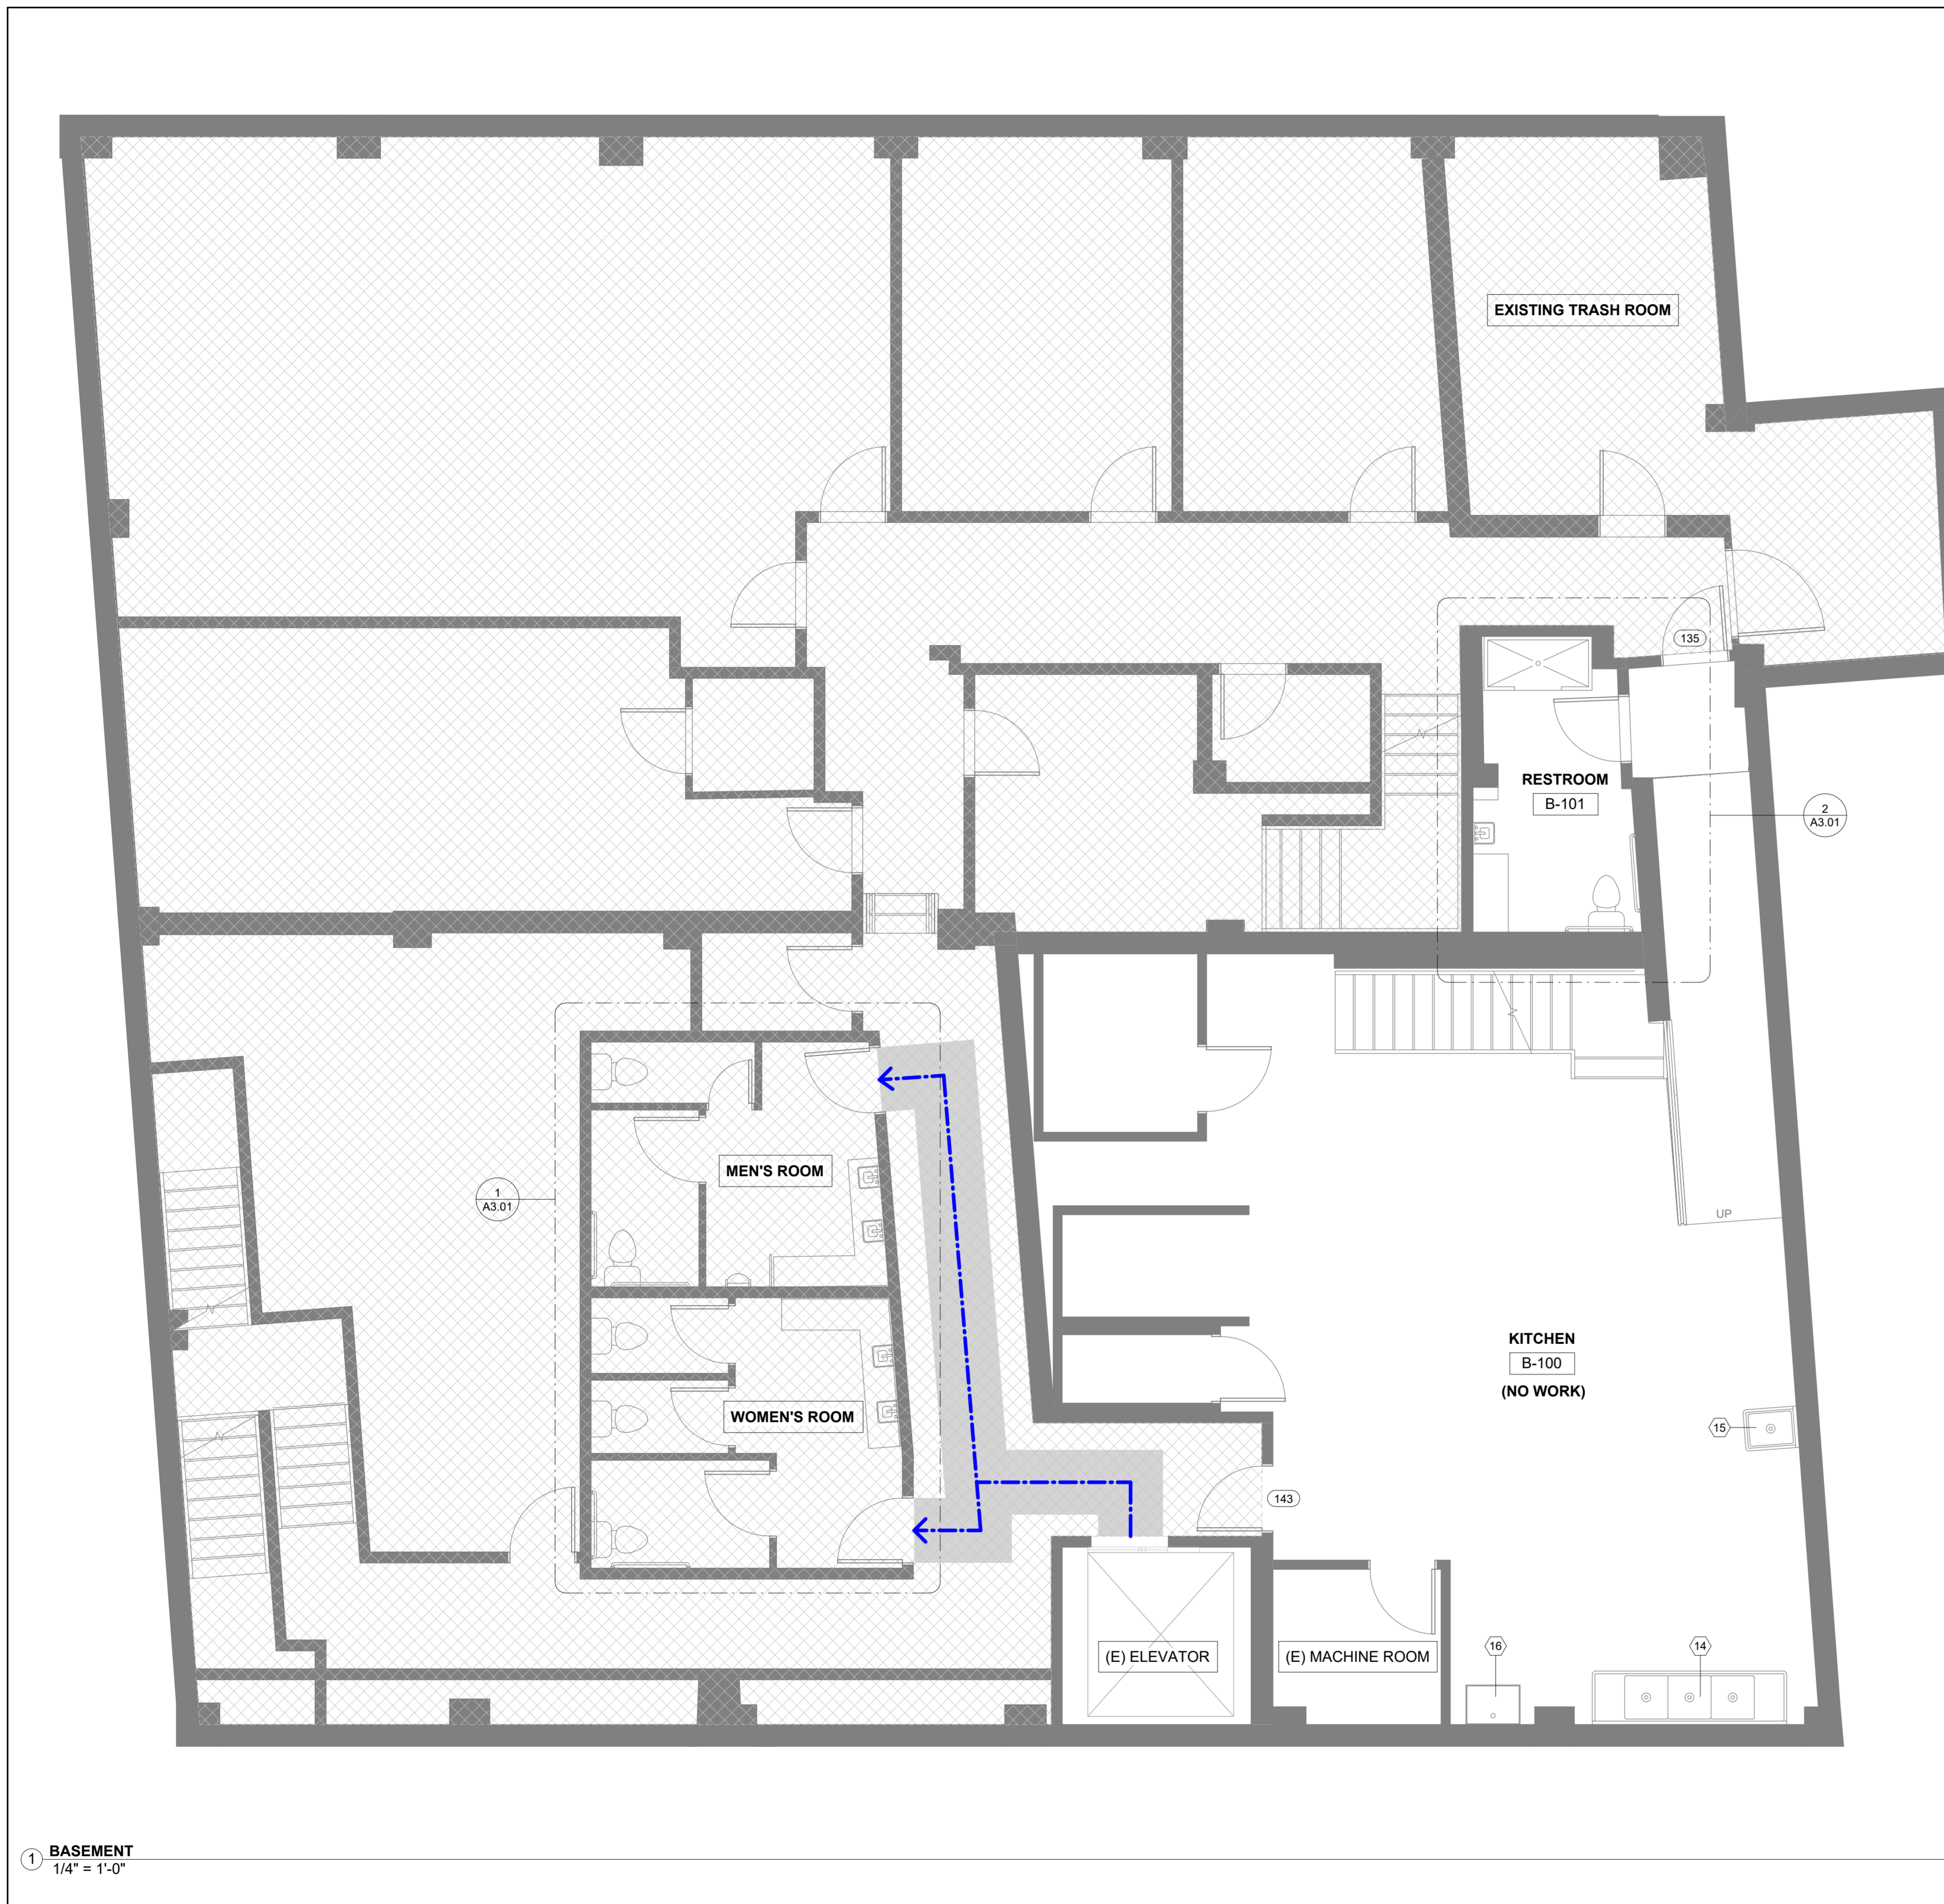 EXISTING TRASH ROOM
135
RESTROOM
B-101
2
A3.01
MEN'S ROOM
1
A3.01
UP
KITCHEN
B-100
(NO WORK)
WOMEN'S ROOM
15
143
(E) ELEVATOR
(E) MACHINE ROOM
16
14
1
BASEMENT
1/4" = 1'-0"